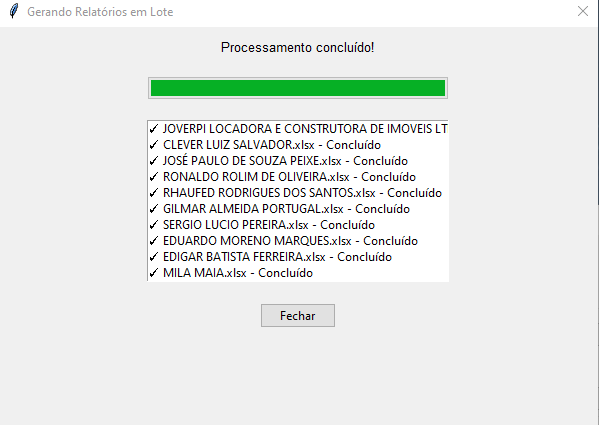 Gerando Relatórios em Lote
Processamento concluído!
✓ JOVERPI LOCADORA E CONSTRUTORA DE IMOVEIS LT
✓ CLEVER LUIZ SALVADOR.xlsx - Concluído
✓ JOSÉ PAULO DE SOUZA PEIXE.xlsx - Concluído
✓ RONALDO ROLIM DE OLIVEIRA.xlsx - Concluído
✓ RHAUFED RODRIGUES DOS SANTOS.xlsx - Concluído
✓ GILMAR ALMEIDA PORTUGAL.xlsx - Concluído
✓ SERGIO LUCIO PEREIRA.xlsx - Concluído
✓ EDUARDO MORENO MARQUES.xlsx - Concluído
✓ EDIGAR BATISTA FERREIRA.xlsx - Concluído
✓ MILA MAIA.xlsx - Concluído
Fechar